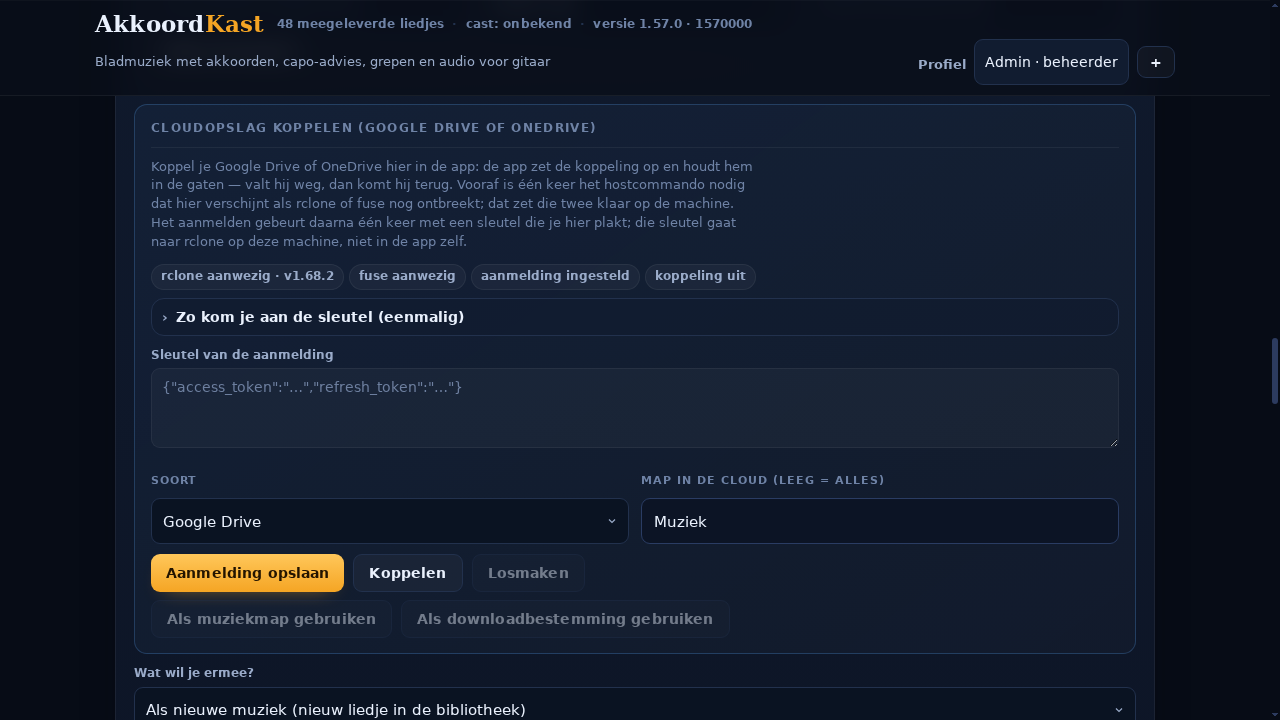 AkkoordKast 48 meegeleverde liedjes · cast: onbekend · versie 1.57.0 · 1570000
Bladmuziek met akkoorden, capo-advies, grepen en audio voor gitaar
Profiel Admin · beheerder +
CLOUDOPSLAG KOPPELEN (GOOGLE DRIVE OF ONEDRIVE)
Koppel je Google Drive of OneDrive hier in de app: de app zet de koppeling op en houdt hem
in de gaten — valt hij weg, dan komt hij terug. Vooraf is één keer het hostcommando nodig
dat hier verschijnt als rclone of fuse nog ontbreekt; dat zet die twee klaar op de machine.
Het aanmelden gebeurt daarna één keer met een sleutel die je hier plakt; die sleutel gaat
naar rclone op deze machine, niet in de app zelf.
rclone aanwezig · v1.68.2 fuse aanwezig aanmelding ingesteld koppeling uit
› Zo kom je aan de sleutel (eenmalig)
Sleutel van de aanmelding
{"access_token":"...","refresh_token":"..."}
SOORT MAP IN DE CLOUD (LEEG = ALLES)
Google Drive Muziek
Aanmelding opslaan Koppelen Losmaken
Als muziekmap gebruiken Als downloadbestemming gebruiken
Wat wil je ermee?
Als nieuwe muziek (nieuw liedje in de bibliotheek)